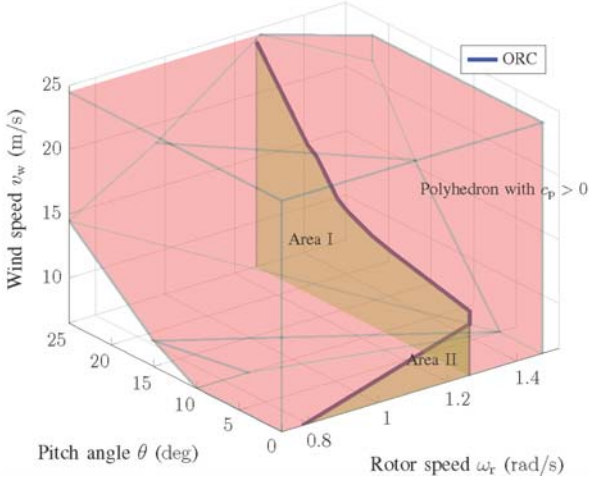 ORC
25
20
15
10
Wind speed v_w (m/s)
Polyhedron with c_p > 0
Area I
Area II
25
20
15
10
5
0
0.8
1
1.2
1.4
Pitch angle θ (deg)
Rotor speed ω_r (rad/s)